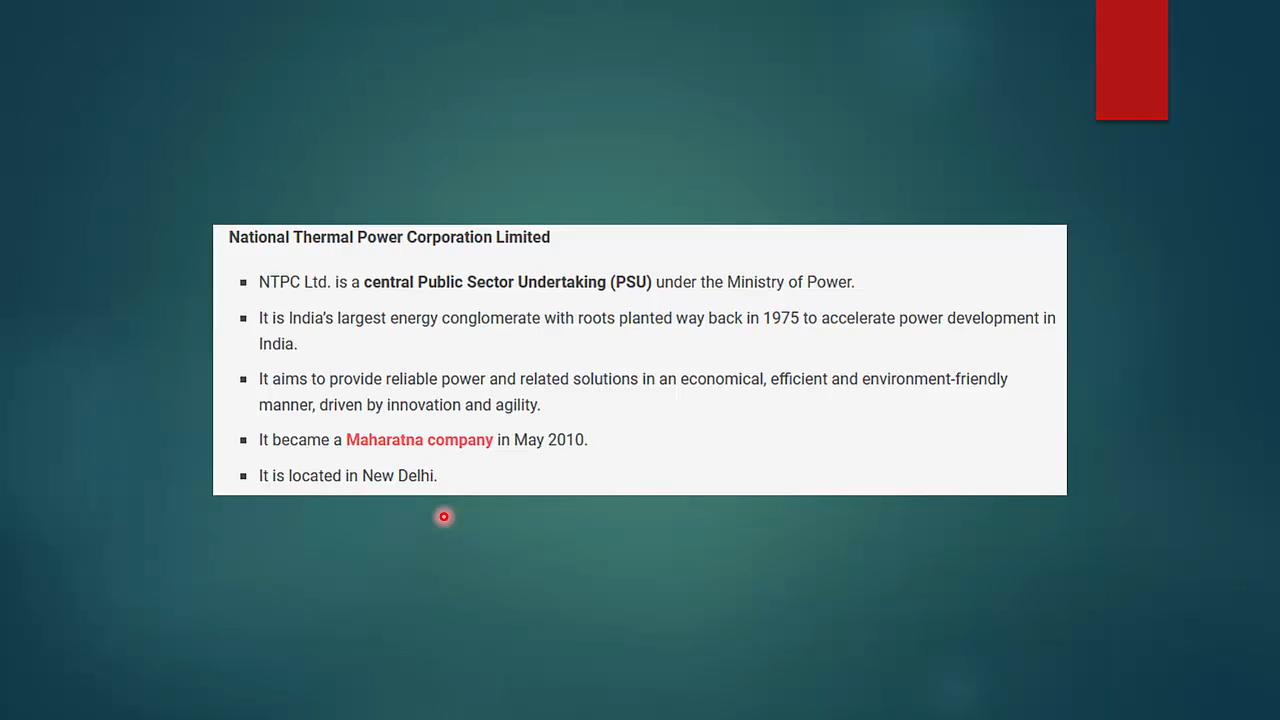 National Thermal Power Corporation Limited
NTPC Ltd. is a central Public Sector Undertaking (PSU) under the Ministry of Power.
It is India’s largest energy conglomerate with roots planted way back in 1975 to accelerate power development in
India.
It aims to provide reliable power and related solutions in an economical, efficient and environment-friendly
manner, driven by innovation and agility.
It became a Maharatna company in May 2010.
It is located in New Delhi.